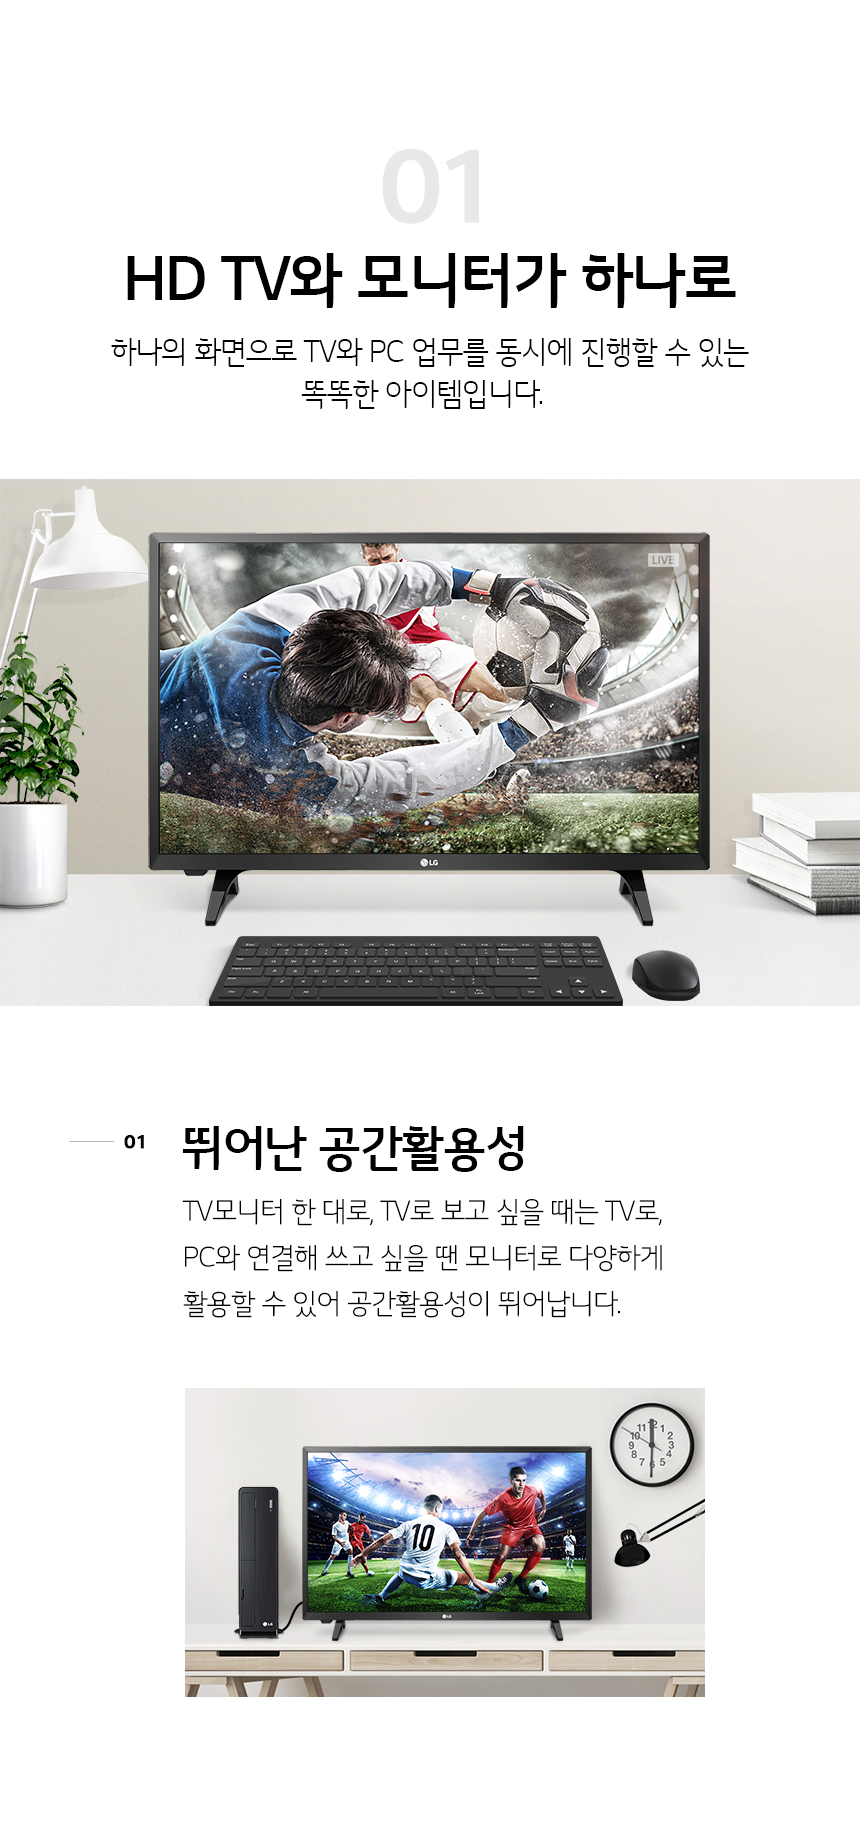 01
HD TV와 모니터가 하나로
하나의 화면으로 TV와 PC 업무를 동시에 진행할 수 있는
똑똑한 아이템입니다.
LIVE
LG
01 뛰어난 공간활용성
TV모니터 한 대로, TV로 보고 싶을 때는 TV로,
PC와 연결해 쓰고 싶을 땐 모니터로 다양하게
활용할 수 있어 공간활용성이 뛰어납니다.
10
LG
LG